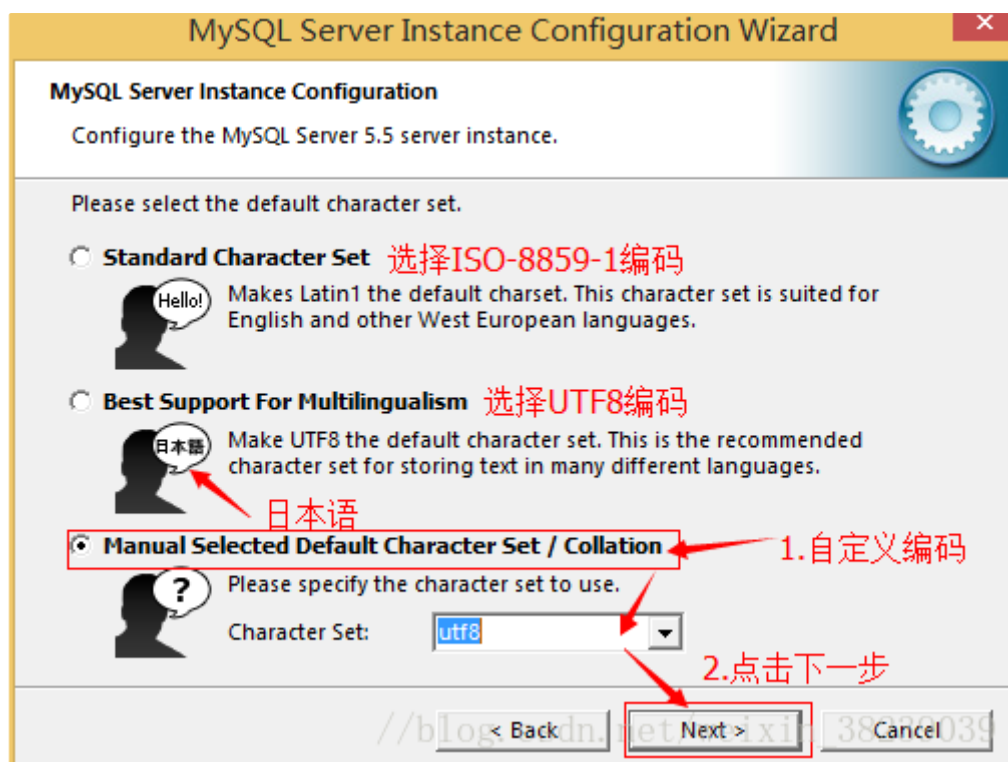 MySQL Server Instance Configuration Wizard
MySQL Server Instance Configuration
Configure the MySQL Server 5.5 server instance.
Please select the default character set.
Standard Character Set 选择ISO-8859-1编码
Hello!
Makes Latin1 the default charset. This character set is suited for
English and other West European languages.
Best Support For Multilingualism 选择UTF8编码
日本語
Make UTF8 the default character set. This is the recommended
character set for storing text in many different languages.
日本语
Manual Selected Default Character Set / Collation 1.自定义编码
?
Please specify the character set to use.
Character Set: utf8
2.点击下一步
< Back Next > Cancel